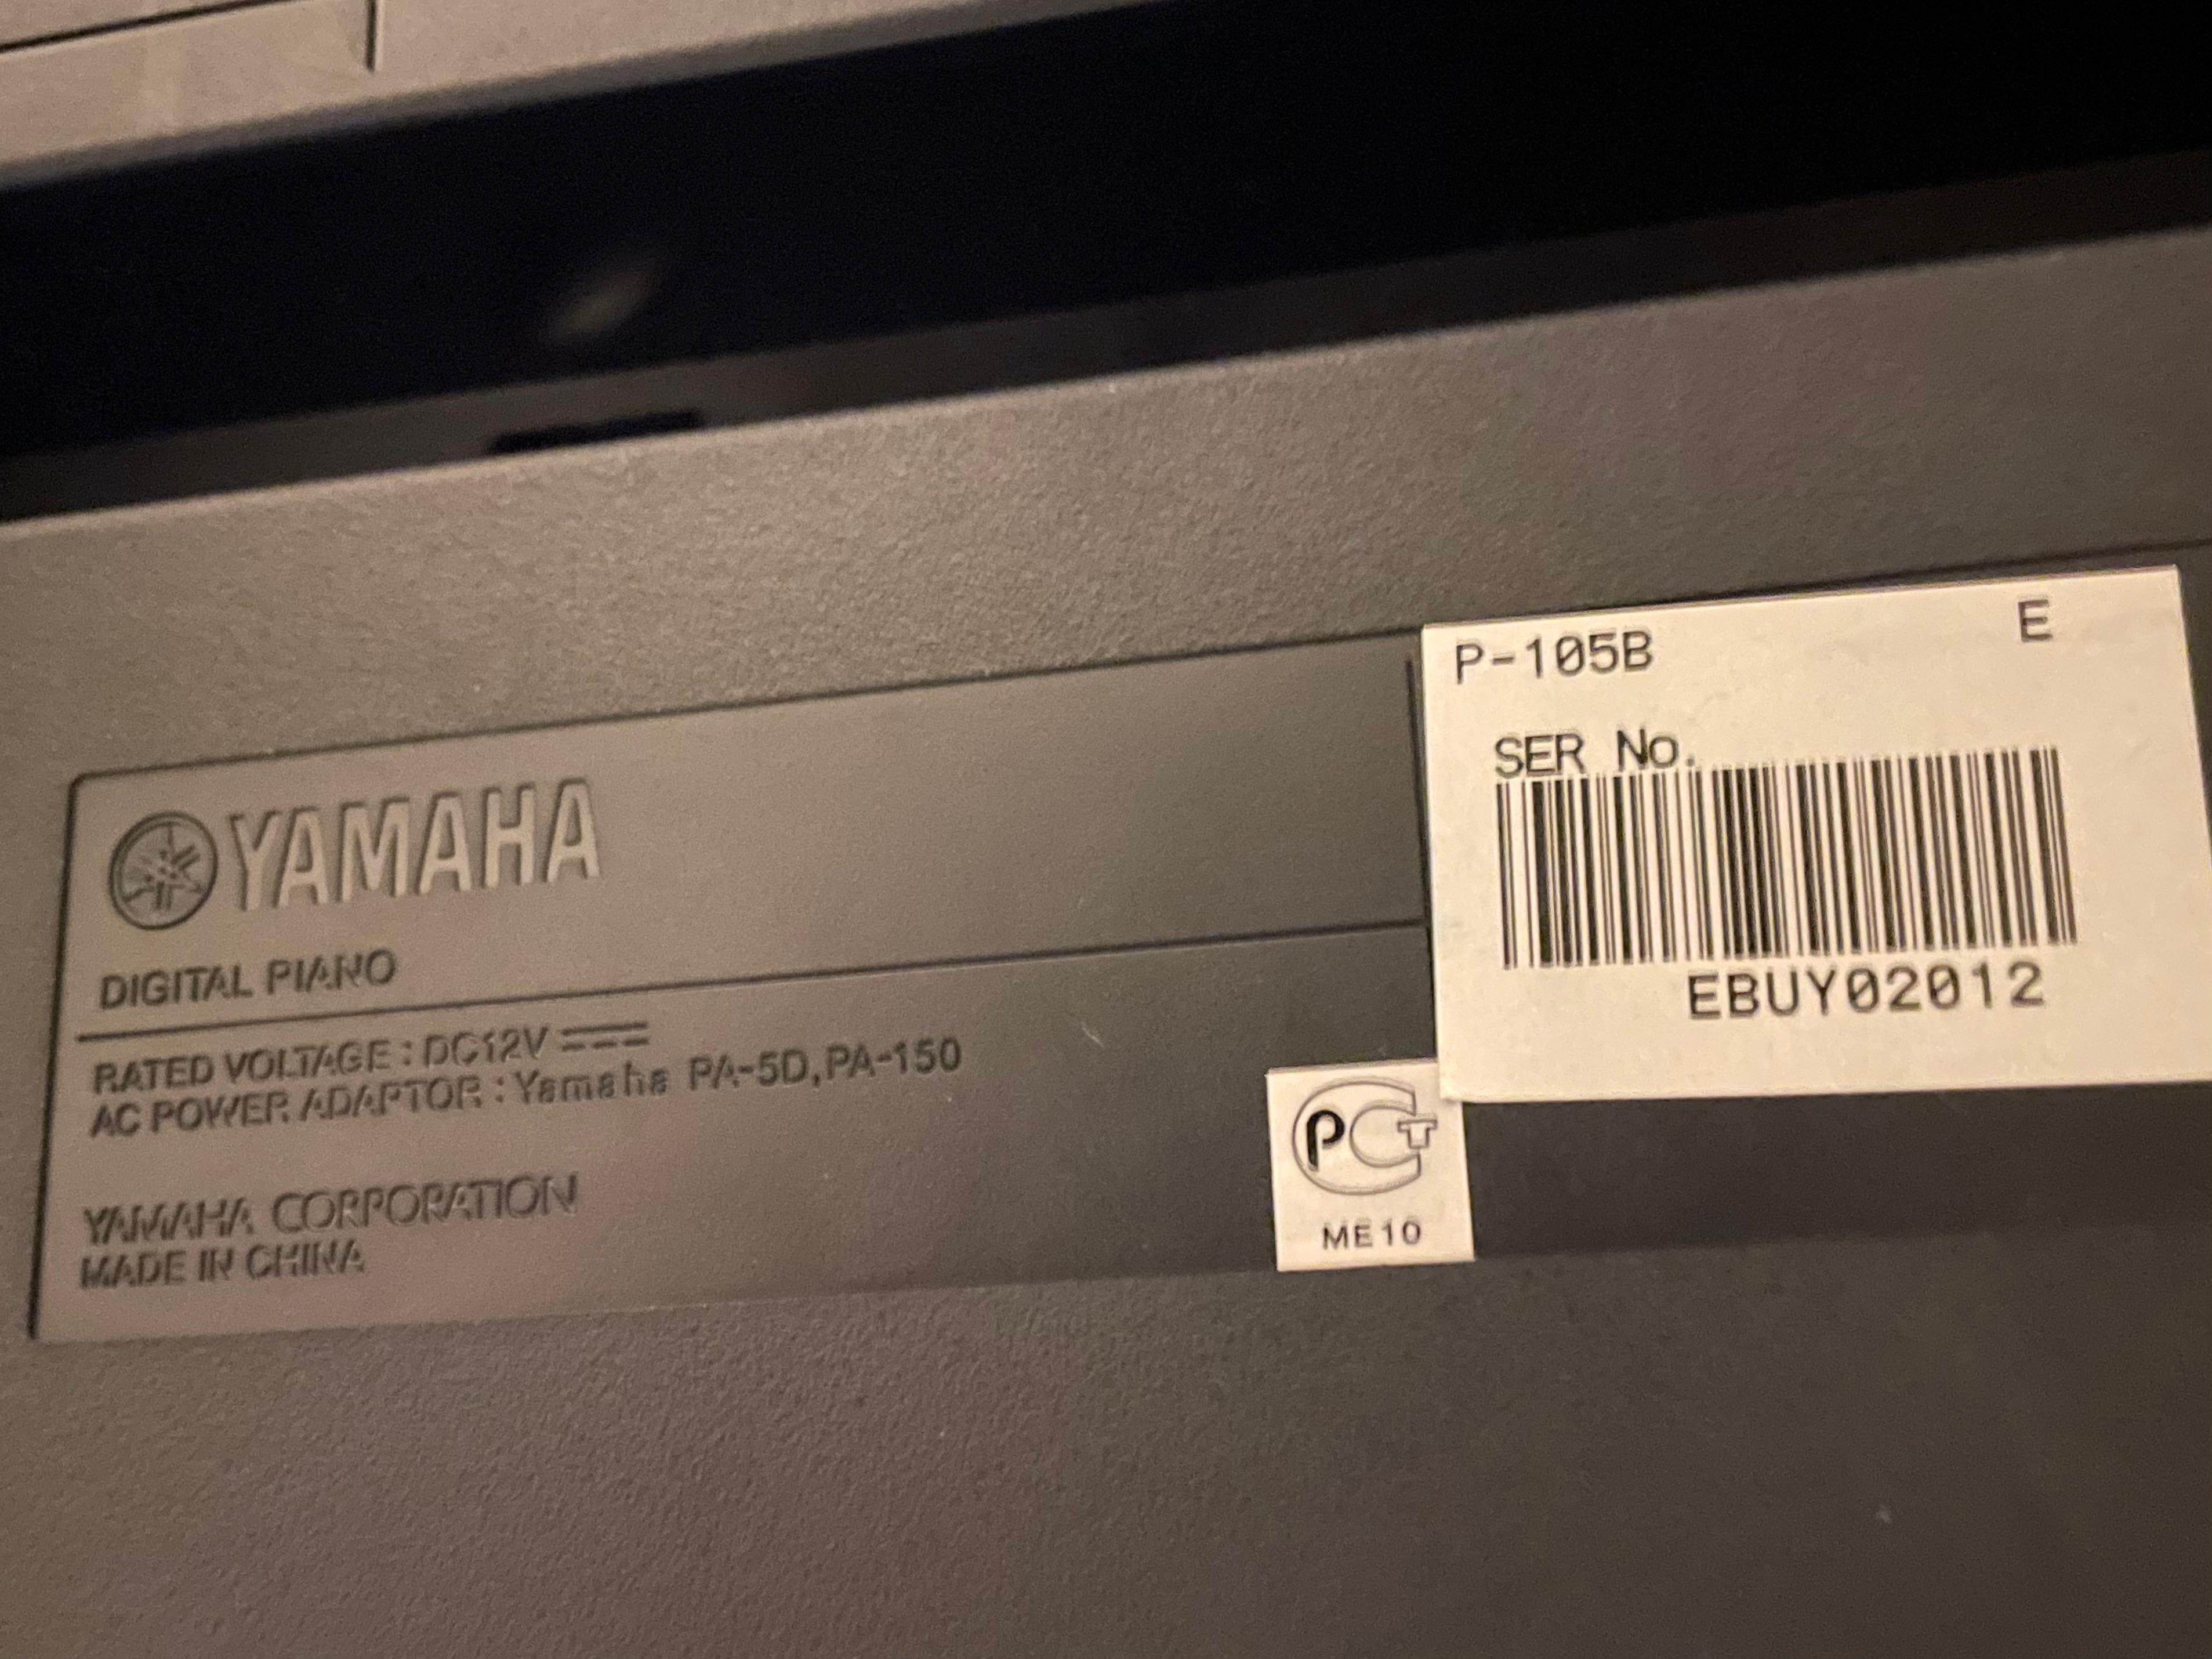 YAMAHA
DIGITAL PIANO
RATED VOLTAGE : DC12V
AC POWER ADAPTOR : Yamaha PA-5D,PA-150
YAMAHA CORPORATION
MADE IN CHINA
P-105B E
SER No.
EBUY02012
PCT
ME10